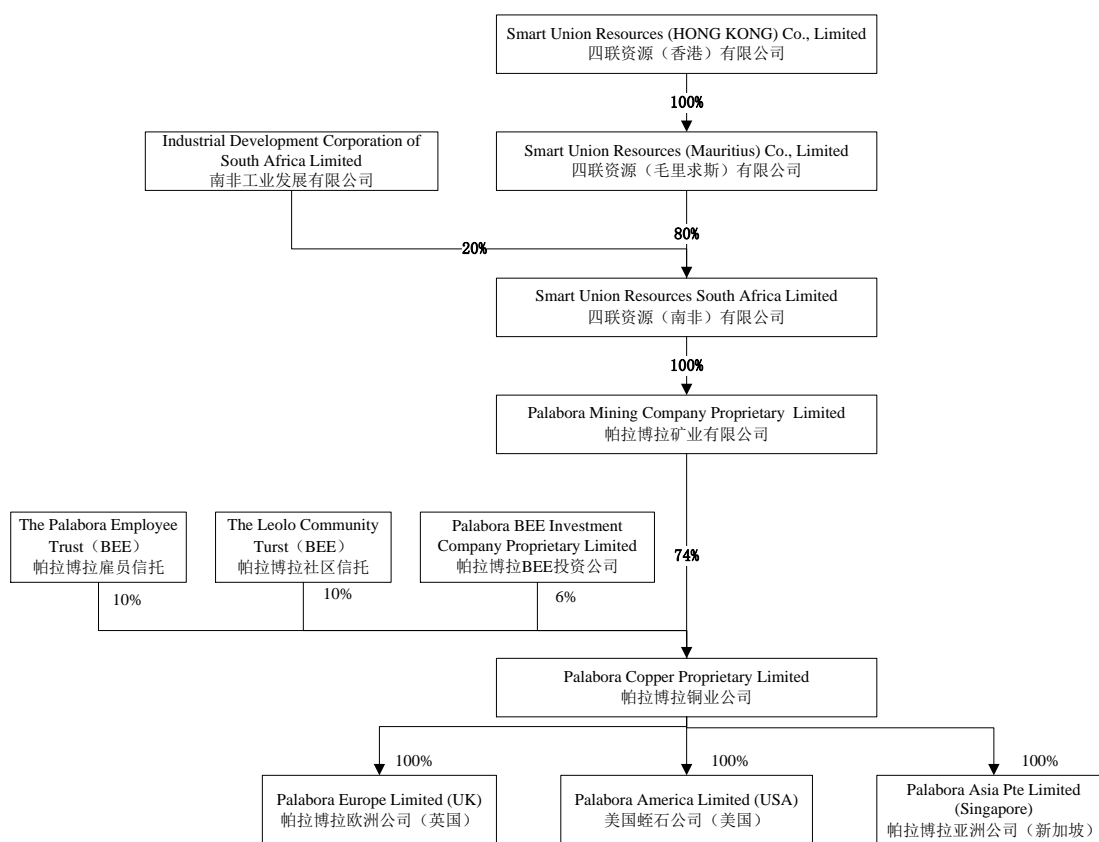 Smart Union Resources (HONG KONG) Co., Limited
四联资源（香港）有限公司
100%
Industrial Development Corporation of
South Africa Limited
南非工业发展有限公司
Smart Union Resources (Mauritius) Co., Limited
四联资源（毛里求斯）有限公司
20%
80%
Smart Union Resources South Africa Limited
四联资源（南非）有限公司
100%
Palabora Mining Company Proprietary Limited
帕拉博拉矿业有限公司
The Palabora Employee
Trust（BEE）
帕拉博拉雇员信托
The Leolo Community
Turst（BEE）
帕拉博拉社区信托
Palabora BEE Investment
Company Proprietary Limited
帕拉博拉BEE投资公司
74%
10%
10%
6%
Palabora Copper Proprietary Limited
帕拉博拉铜业公司
100%
100%
100%
Palabora Europe Limited (UK)
帕拉博拉欧洲公司（英国）
Palabora America Limited (USA)
美国蛭石公司（美国）
Palabora Asia Pte Limited
(Singapore)
帕拉博拉亚洲公司（新加坡）